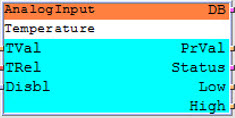 AnalogInput DB
Temperature
TVal PrVal
TRel Status
Disbl Low
High